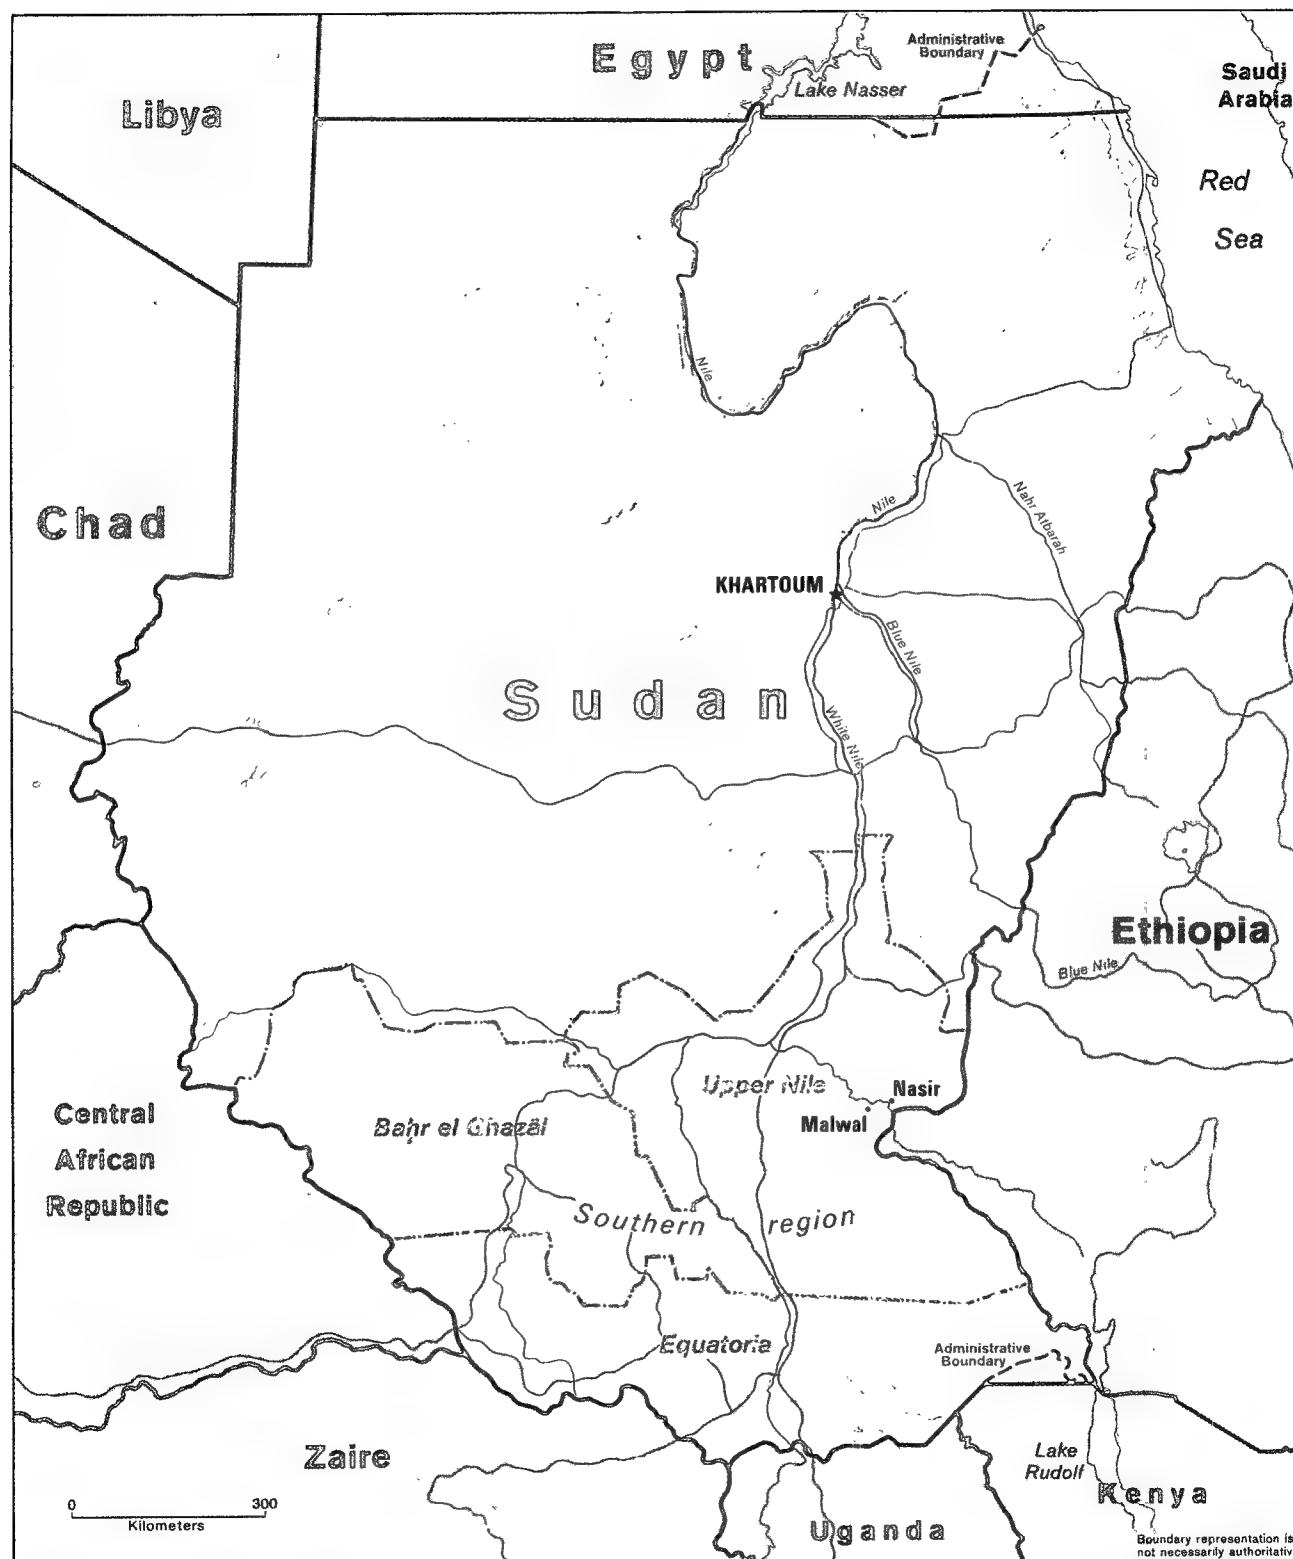 Egypt
Administrative
Boundary
Saudi
Arabia
Libya
Lake Nasser
Red
Sea
Nile
Chad
Nile
Nahr Atbarah
KHARTOUM
Blue Nile
Sudan
White Nile
Ethiopia
Blue Nile
Upper Nile
Nasir
Malwal
Central
African
Republic
Baḩr el Ghazāl
Southern region
Equatoria
Administrative
Boundary
Zaire
Lake
Rudolf
Kenya
0 300
Kilometers
Uganda
Boundary representation is
not necessarily authoritativ